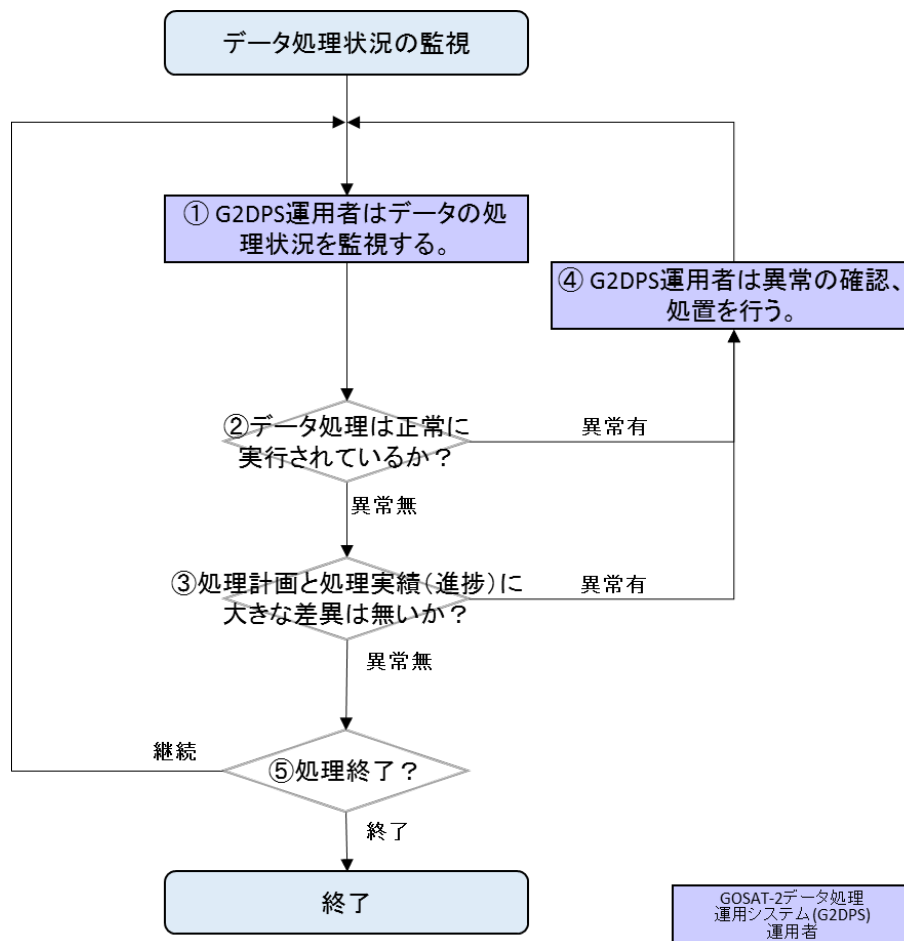 データ処理状況の監視
① G2DPS運用者はデータの処
理状況を監視する。
④ G2DPS運用者は異常の確認、
処置を行う。
②データ処理は正常に
実行されているか？
異常有
異常無
③処理計画と処理実績（進捗）に
大きな差異は無いか？
異常有
異常無
継続
⑤処理終了？
終了
終了
GOSAT-2データ処理
運用システム(G2DPS)
運用者